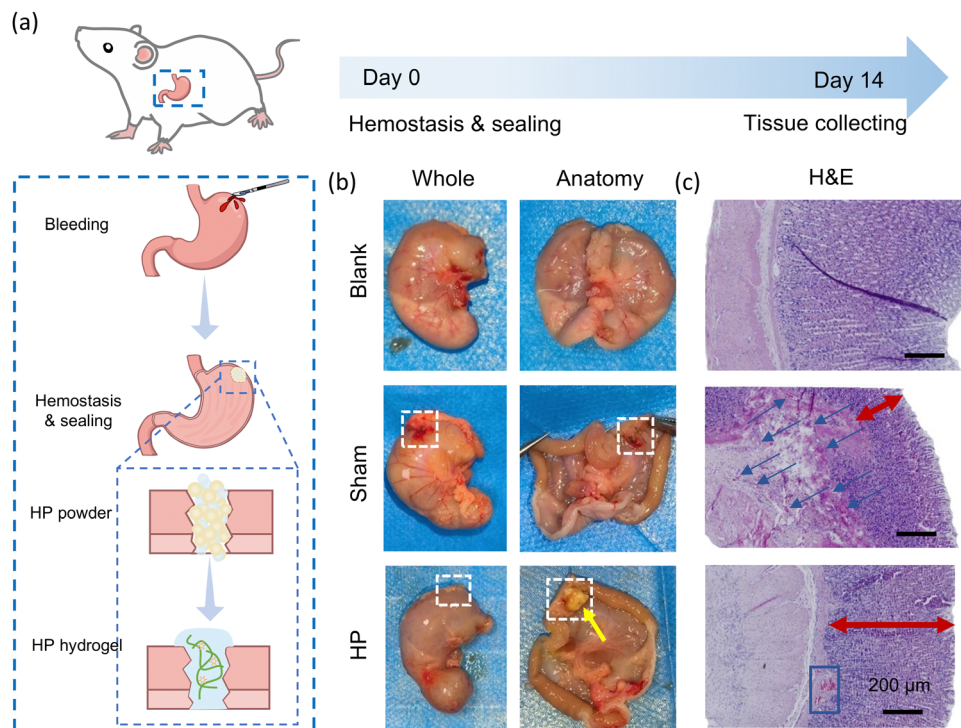 (a)
Day 0
Day 14
Hemostasis & sealing
Tissue collecting
Bleeding
Hemostasis
& sealing
HP powder
HP hydrogel
(b)
Whole
Anatomy
Blank
Sham
HP
(c)
H&E
200 μm